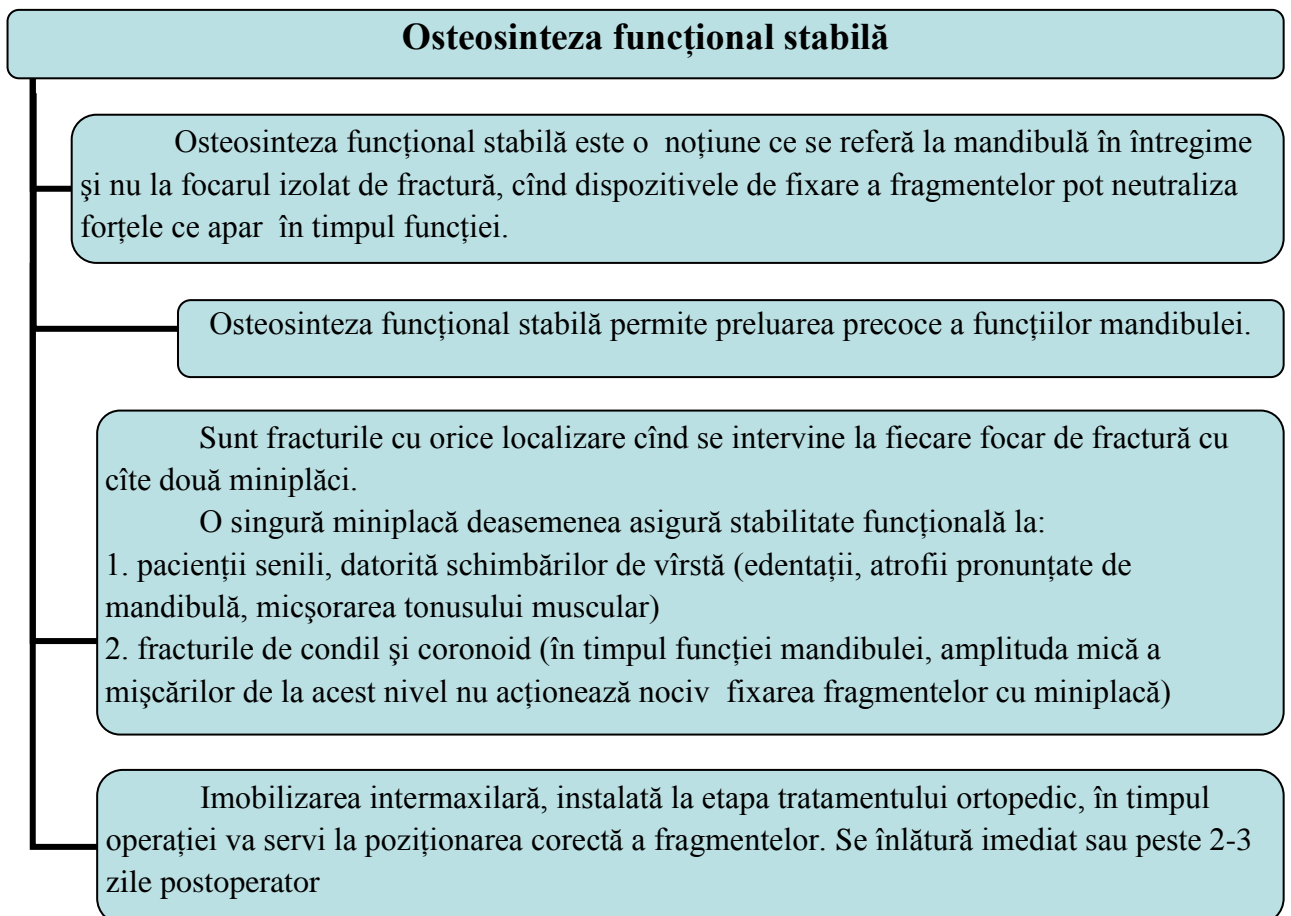 Osteosinteza funcțional stabilă
Osteosinteza funcțional stabilă este o noțiune ce se referă la mandibulă în întregime
şi nu la focarul izolat de fractură, cînd dispozitivele de fixare a fragmentelor pot neutraliza
forțele ce apar în timpul funcției.
Osteosinteza funcțional stabilă permite preluarea precoce a funcțiilor mandibulei.
Sunt fracturile cu orice localizare cînd se intervine la fiecare focar de fractură cu
cîte două miniplăci.
O singură miniplacă deasemenea asigură stabilitate funcțională la:
1. pacienții senili, datorită schimbărilor de vîrstă (edentații, atrofii pronunțate de
mandibulă, micşorarea tonusului muscular)
2. fracturile de condil şi coronoid (în timpul funcției mandibulei, amplituda mică a
mişcărilor de la acest nivel nu acționează nociv fixarea fragmentelor cu miniplacă)
Imobilizarea intermaxilară, instalată la etapa tratamentului ortopedic, în timpul
operației va servi la poziționarea corectă a fragmentelor. Se înlătură imediat sau peste 2-3
zile postoperator